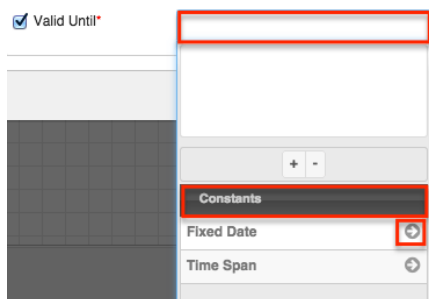 Valid Until*
+ -
Constants
Fixed Date
Time Span